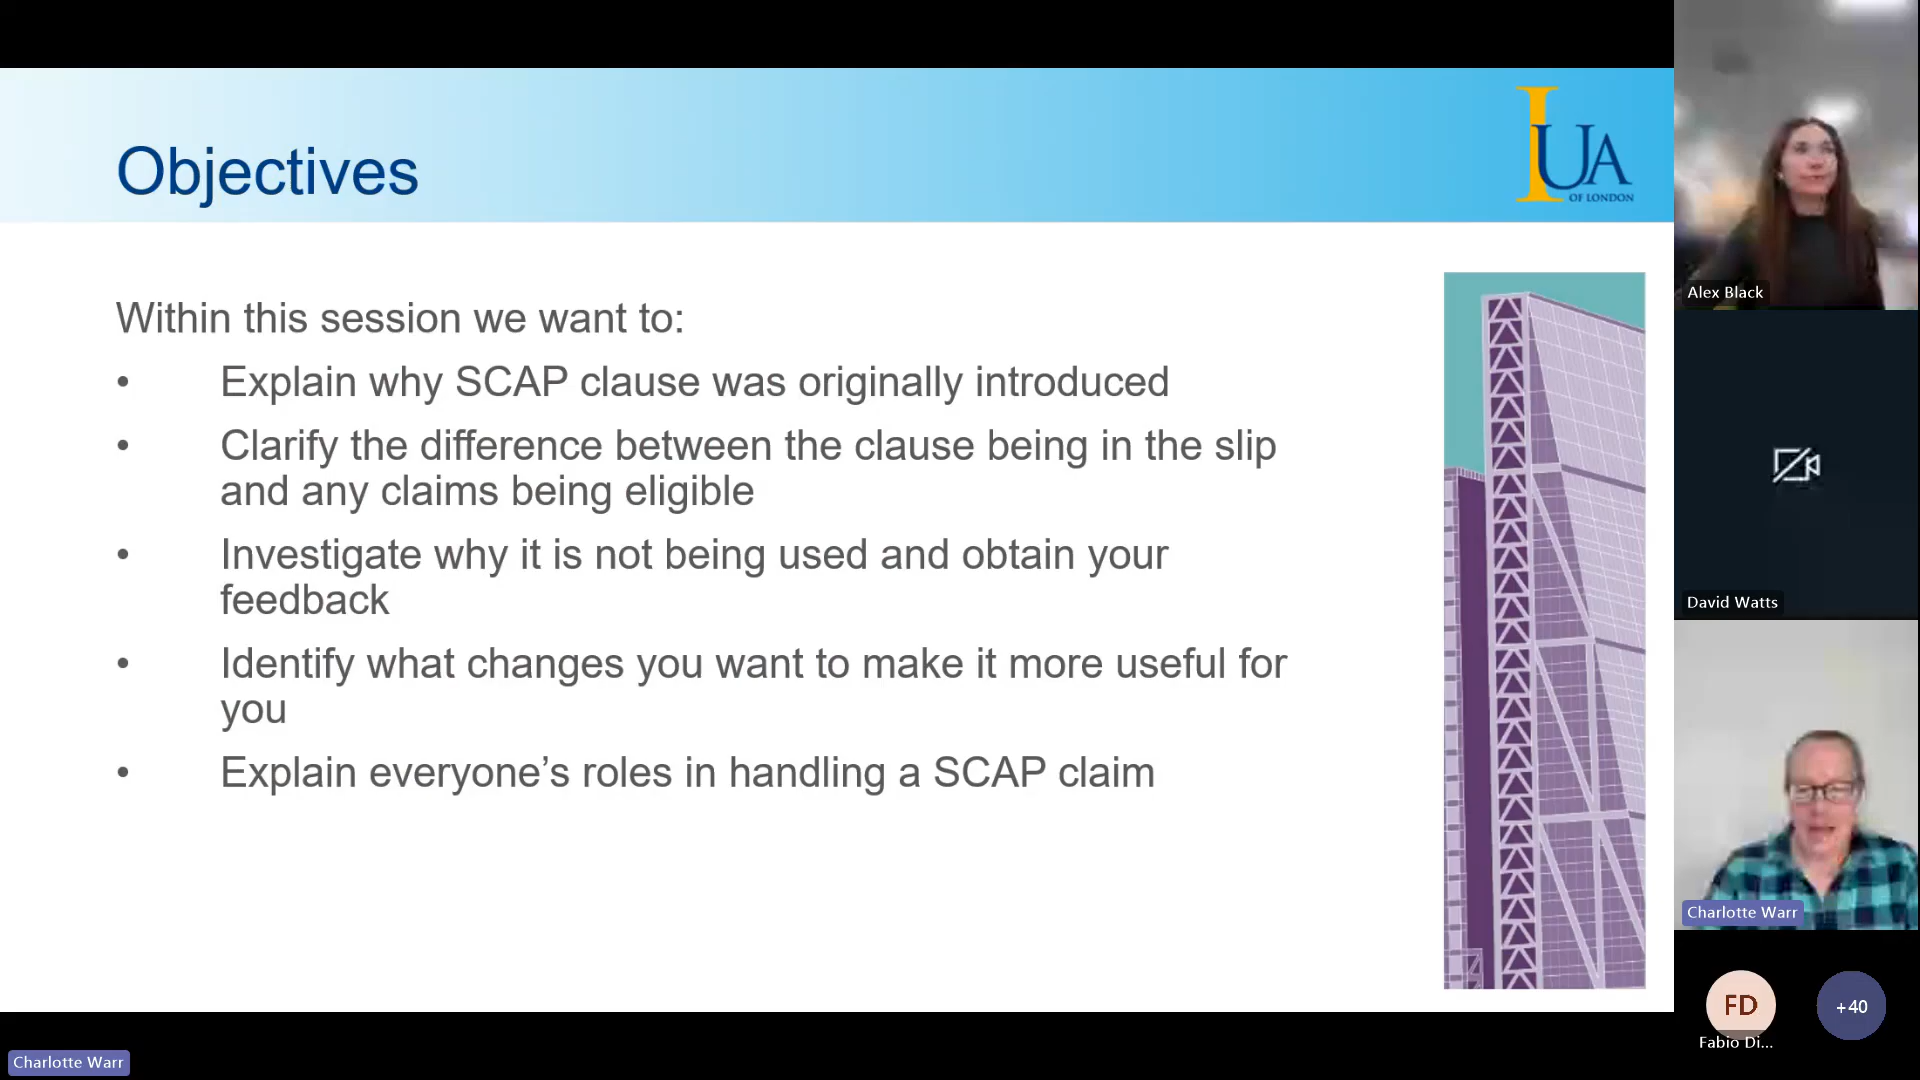 Objectives
IUA
OF LONDON
Within this session we want to:
• Explain why SCAP clause was originally introduced
• Clarify the difference between the clause being in the slip
and any claims being eligible
• Investigate why it is not being used and obtain your
feedback
• Identify what changes you want to make it more useful for
you
• Explain everyone’s roles in handling a SCAP claim
Alex Black
David Watts
Charlotte Warr
FD
+40
Fabio Di...
Charlotte Warr